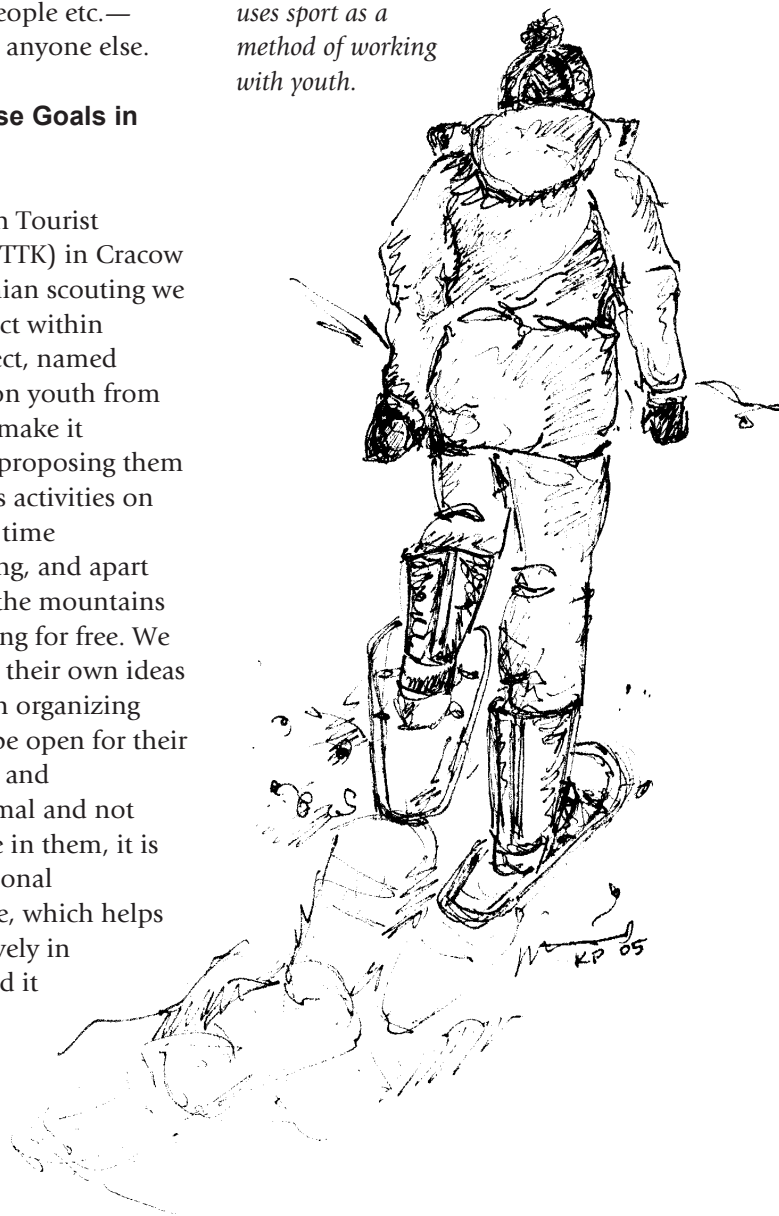 eople etc.—
anyone else.
se Goals in
n Tourist
TTK) in Cracow
nian scouting we
ct within
ect, named
on youth from
make it
proposing them
s activities on
time
ng, and apart
the mountains
ng for free. We
their own ideas
n organizing
be open for their
and
mal and not
e in them, it is
onal
e, which helps
vely in
d it
uses sport as a
method of working
with youth.
KP 05